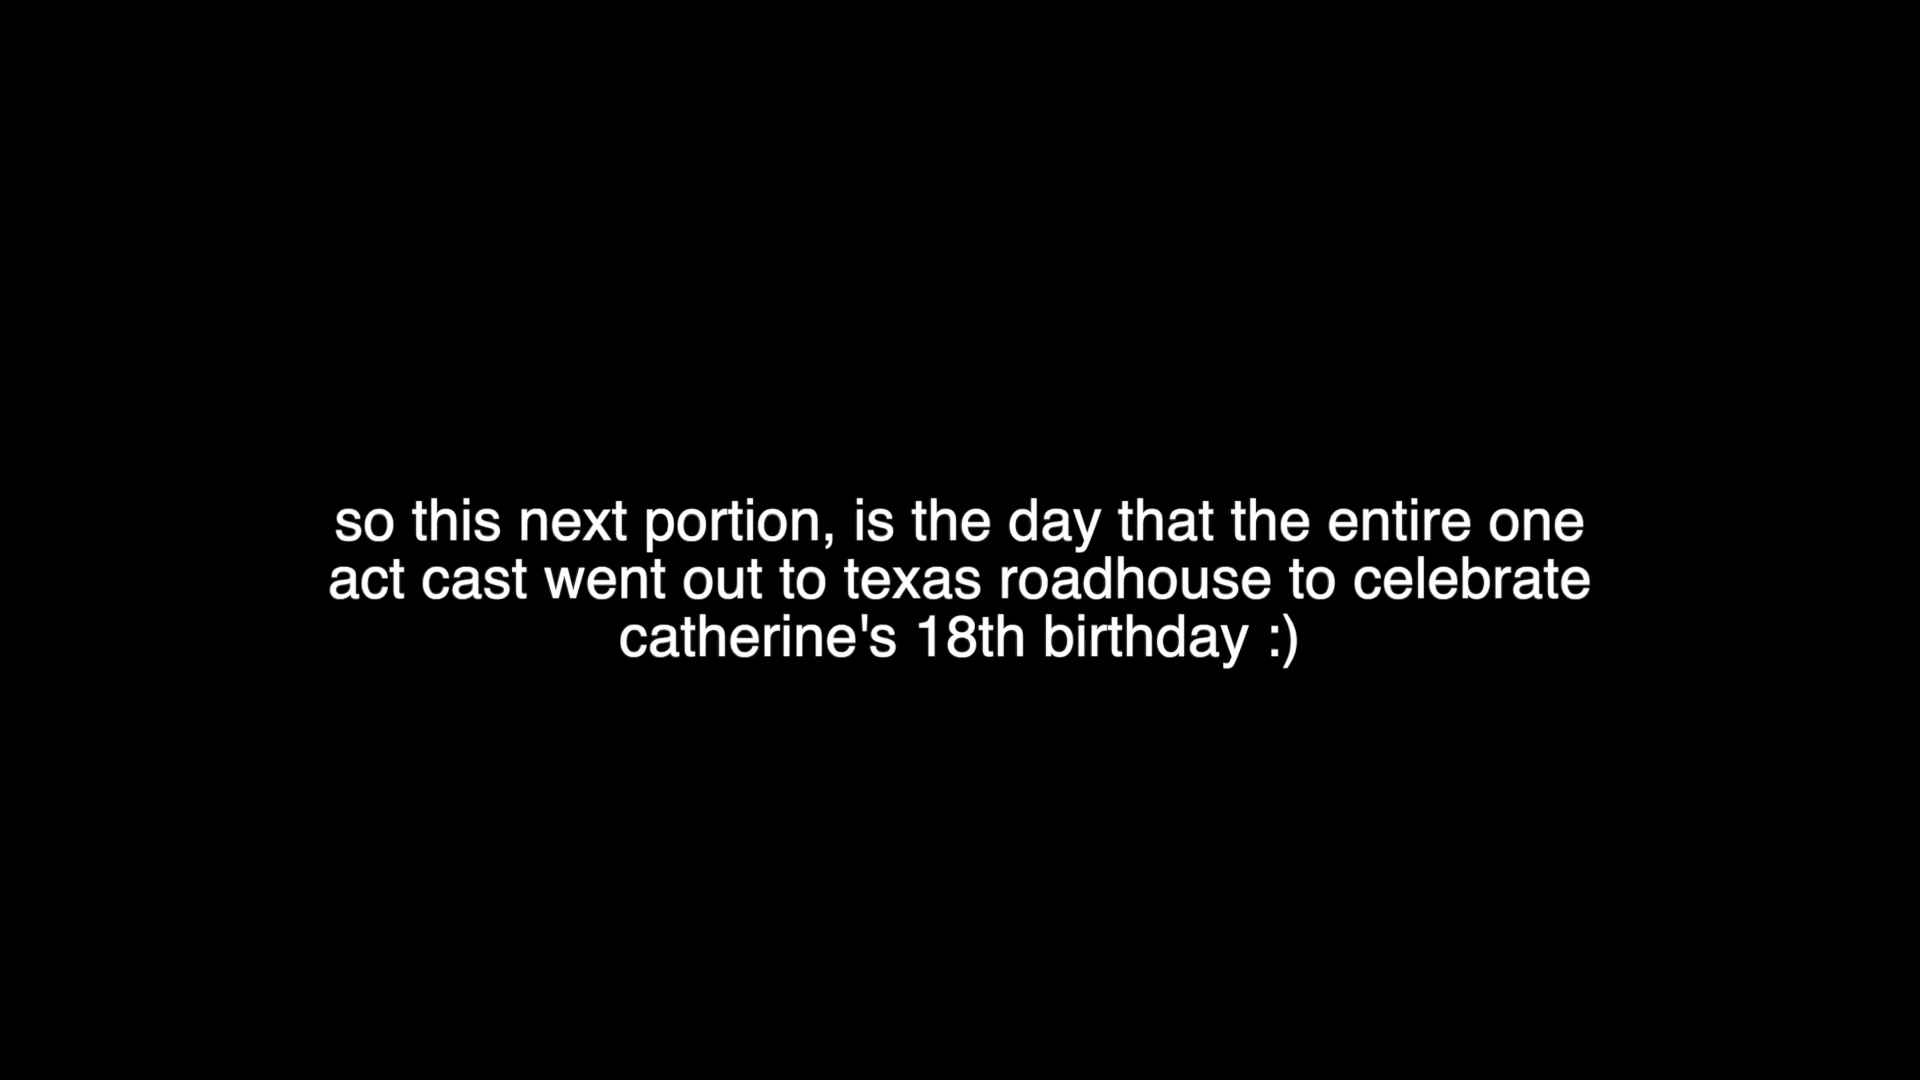 so this next portion, is the day that the entire one
act cast went out to texas roadhouse to celebrate
catherine's 18th birthday :)